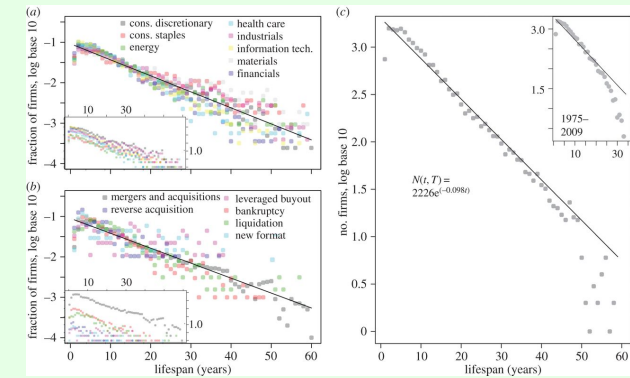 (a)
cons. discretionary
cons. staples
energy
health care
industrials
information tech.
materials
financials
fraction of firms, log base 10
−1
−2
−3
−4
10 30
1.0
(b)
mergers and acquisitions
reverse acquisition
leveraged buyout
bankruptcy
liquidation
new format
fraction of firms, log base 10
−1
−2
−3
−4
10 30
1.0
0 10 20 30 40 50 60
lifespan (years)
(c)
no. firms, log base 10
3.0
2.5
2.0
1.5
1.0
0.5
0
N(t, T) =
2226e(−0.098t)
3.0
1.5
1975–
2009
10 30
0 10 20 30 40 50 60
lifespan (years)